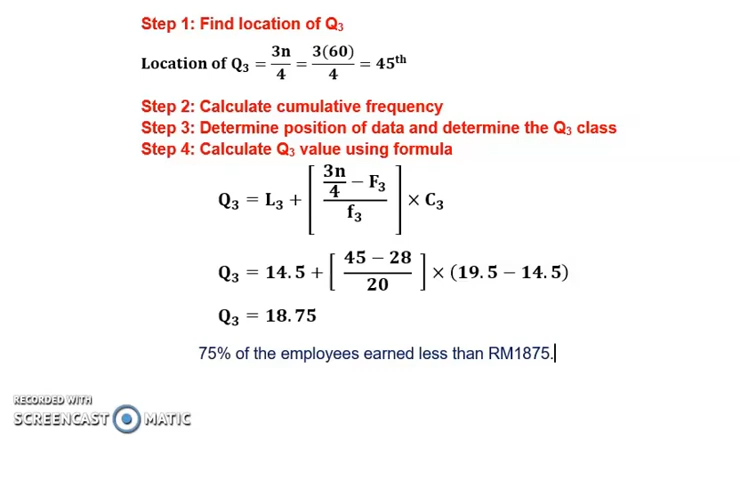 Step 1: Find location of Q₃
Location of Q₃ = 3n/4 = 3(60)/4 = 45ᵗʰ
Step 2: Calculate cumulative frequency
Step 3: Determine position of data and determine the Q₃ class
Step 4: Calculate Q₃ value using formula
Q₃ = L₃ + [ (3n/4 − F₃) / f₃ ] × C₃
Q₃ = 14.5 + [ (45 − 28) / 20 ] × (19.5 − 14.5)
Q₃ = 18.75
75% of the employees earned less than RM1875.
RECORDED WITH
SCREENCAST MATIC